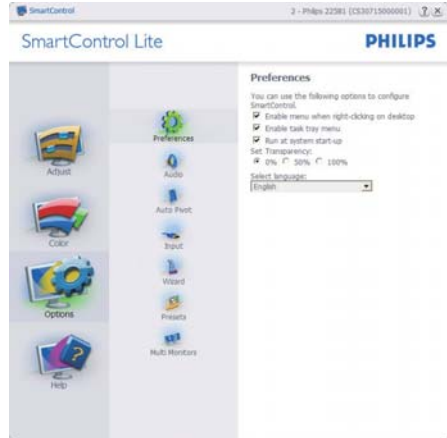 SmartControl
2 - Philips 225B1 (CS30715000001)
SmartControl Lite
PHILIPS
Adjust
Color
Options
Help
Preferences
Audio
Auto Pivot
Input
Wizard
Presets
Multi Monitors
Preferences
You can use the following options to configure
SmartControl.
Enable menu when right-clicking on desktop
Enable task tray menu
Run at system start-up
Set Transparency:
0% 50% 100%
Select language:
English